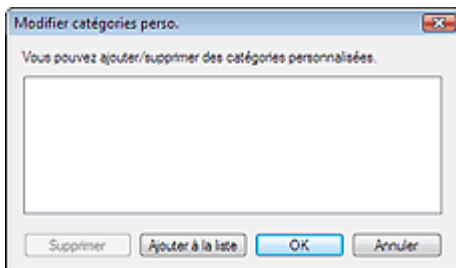 Modifier catégories perso.
Vous pouvez ajouter/supprimer des catégories personnalisées.
Supprimer Ajouter à la liste OK Annuler